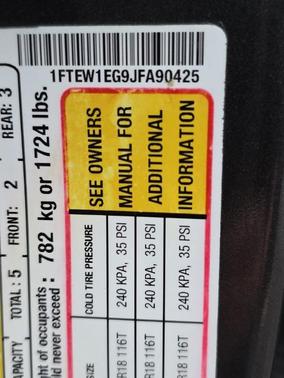 1FTEW1EG9JFA90425
APACITY TOTAL : 5 FRONT: 2 REAR: 3
ht of occupants :
ld never exceed : 782 kg or 1724 lbs.
SIZE COLD TIRE PRESSURE
R18 116T 240 KPA, 35 PSI
R18 116T 240 KPA, 35 PSI
R18 116T 240 KPA, 35 PSI
SEE OWNERS
MANUAL FOR
ADDITIONAL
INFORMATION